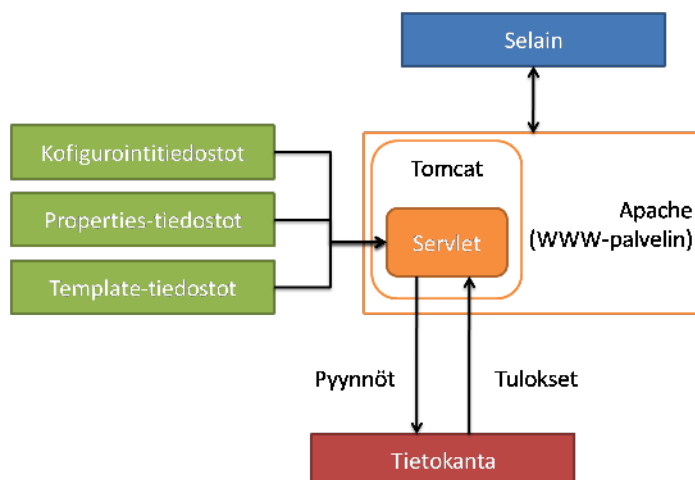 Selain
Kofigurointitiedostot
Tomcat
Properties-tiedostot
Servlet
Apache
(WWW-palvelin)
Template-tiedostot
Pyynnöt
Tulokset
Tietokanta